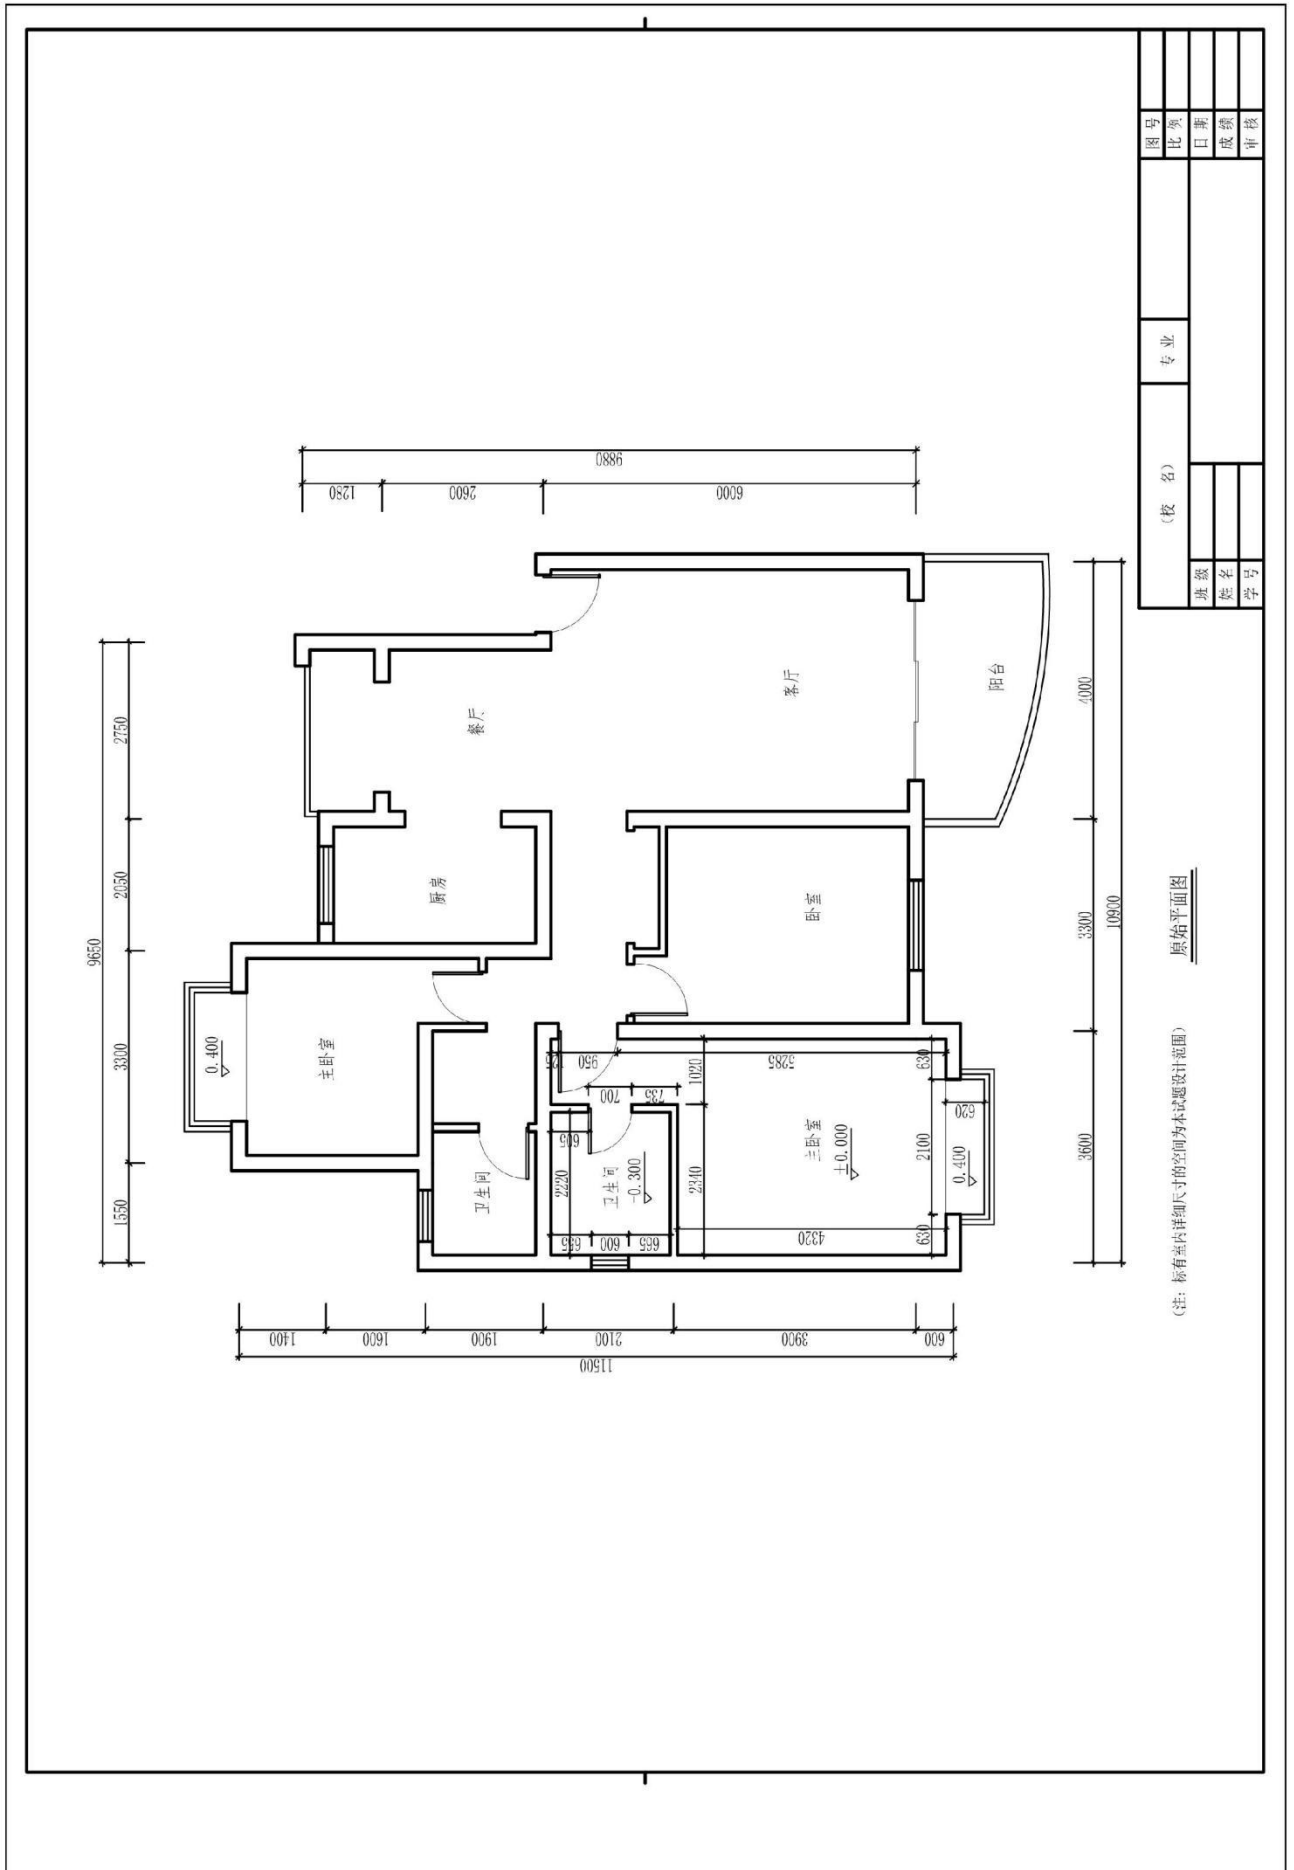 9880
1280
2600
6000
9650
2750
2050
3300
1550
餐厅
客厅
阳台
厨房
卧室
主卧室
0.400
卫生间
卫生间
-0.300
主卧室
±0.000
0.400
125
950
5285
630
700
735
1020
605
2220
2340
2100
620
655
600
665
4320
630
4000
3300
3600
10900
1400
1600
1900
2100
3900
600
11500
原始平面图
(注: 标有室内详细尺寸的空间为本试题设计范围)
(校 名)
专 业
图 号
比 例
班 级
日 期
姓 名
成 绩
学 号
审 核